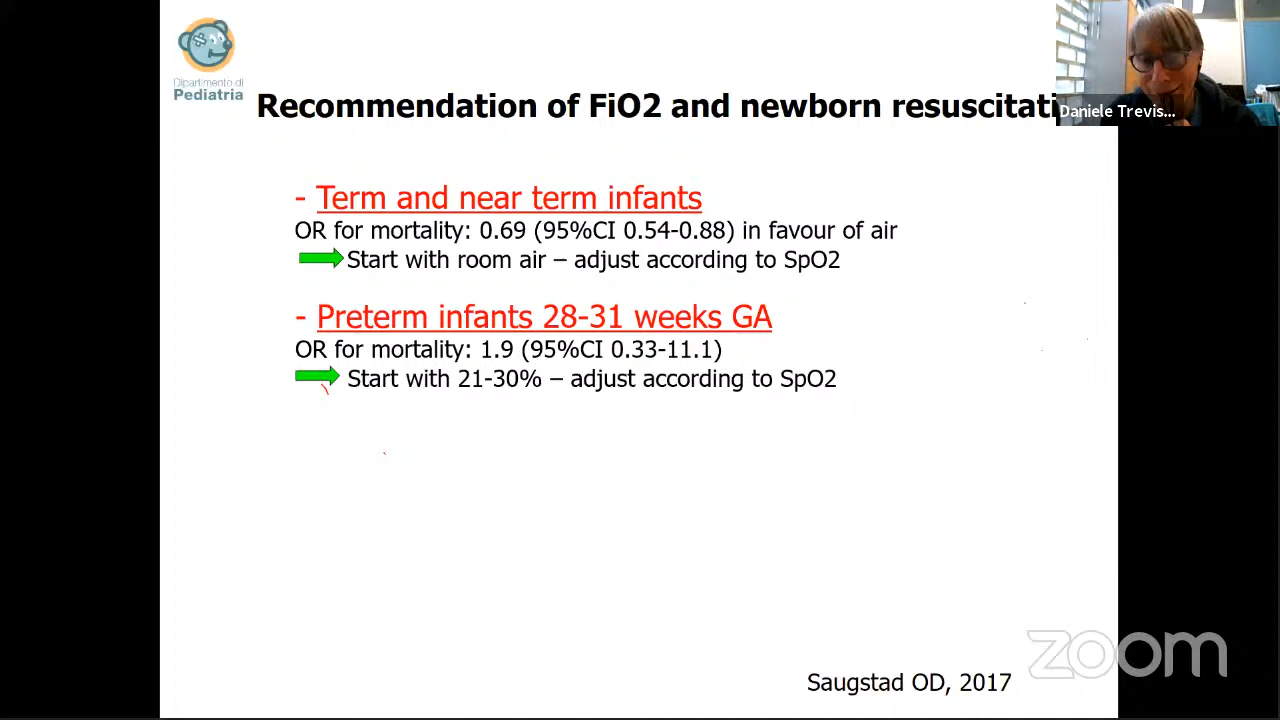 Dipartimento di
Pediatria
Recommendation of FiO2 and newborn resuscitati
Daniele Trevis...
- Term and near term infants
OR for mortality: 0.69 (95%CI 0.54-0.88) in favour of air
Start with room air – adjust according to SpO2
- Preterm infants 28-31 weeks GA
OR for mortality: 1.9 (95%CI 0.33-11.1)
Start with 21-30% – adjust according to SpO2
zoom
Saugstad OD, 2017